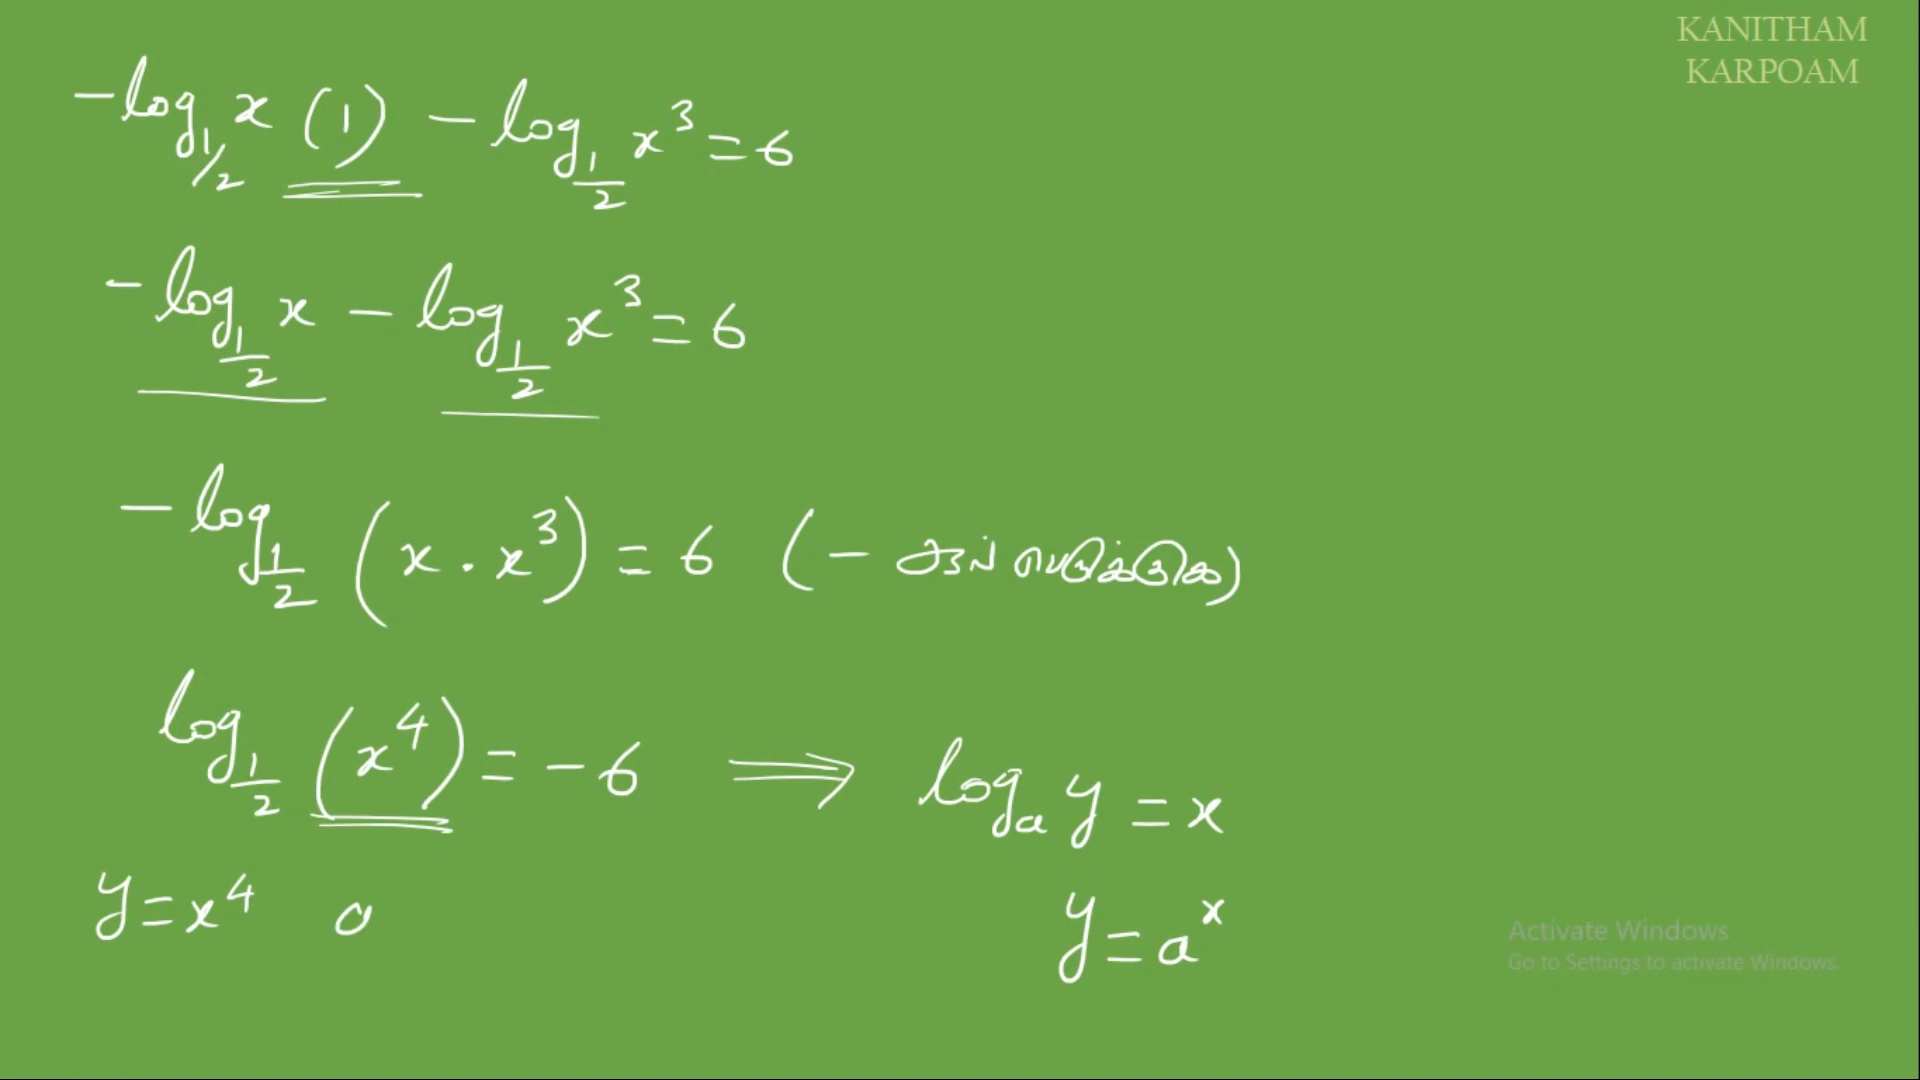 KANITHAM
KARPOAM
-log_{1/2} x (1) - log_{1/2} x^3 = 6
-log_{1/2} x - log_{1/2} x^3 = 6
-log_{1/2} (x . x^3) = 6 (- ஆல் பெருக்குக)
log_{1/2} (x^4) = -6 ⟹ log_a y = x
y = x^4 a
y = a^x
Activate Windows
Go to Settings to activate Windows.